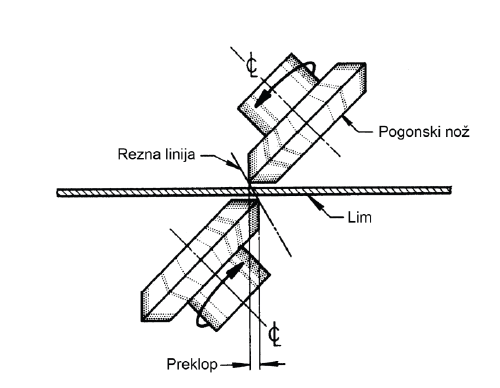 ℄
Pogonski nož
Rezna linija
Lim
℄
Preklop